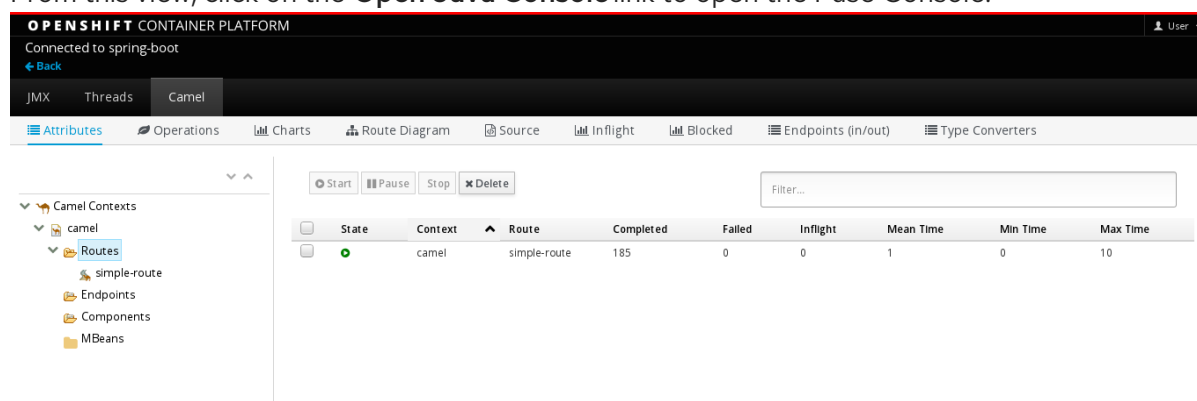 From this view, click on the Open Java Console link to open the Fuse Console.
OPENSHIFT CONTAINER PLATFORM
User
Connected to spring-boot
Back
JMX Threads Camel
Attributes Operations Charts Route Diagram Source Inflight Blocked Endpoints (in/out) Type Converters
Start Pause Stop Delete
Filter...
Camel Contexts
camel
Routes
simple-route
Endpoints
Components
MBeans
State Context Route Completed Failed Inflight Mean Time Min Time Max Time
camel simple-route 185 0 0 1 0 10